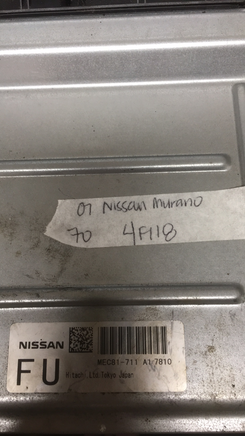 07 Nissan Murano
70 4F118
NISSAN
MEC81-711 A1 7810
FU
Hitachi, Ltd. Tokyo Japan